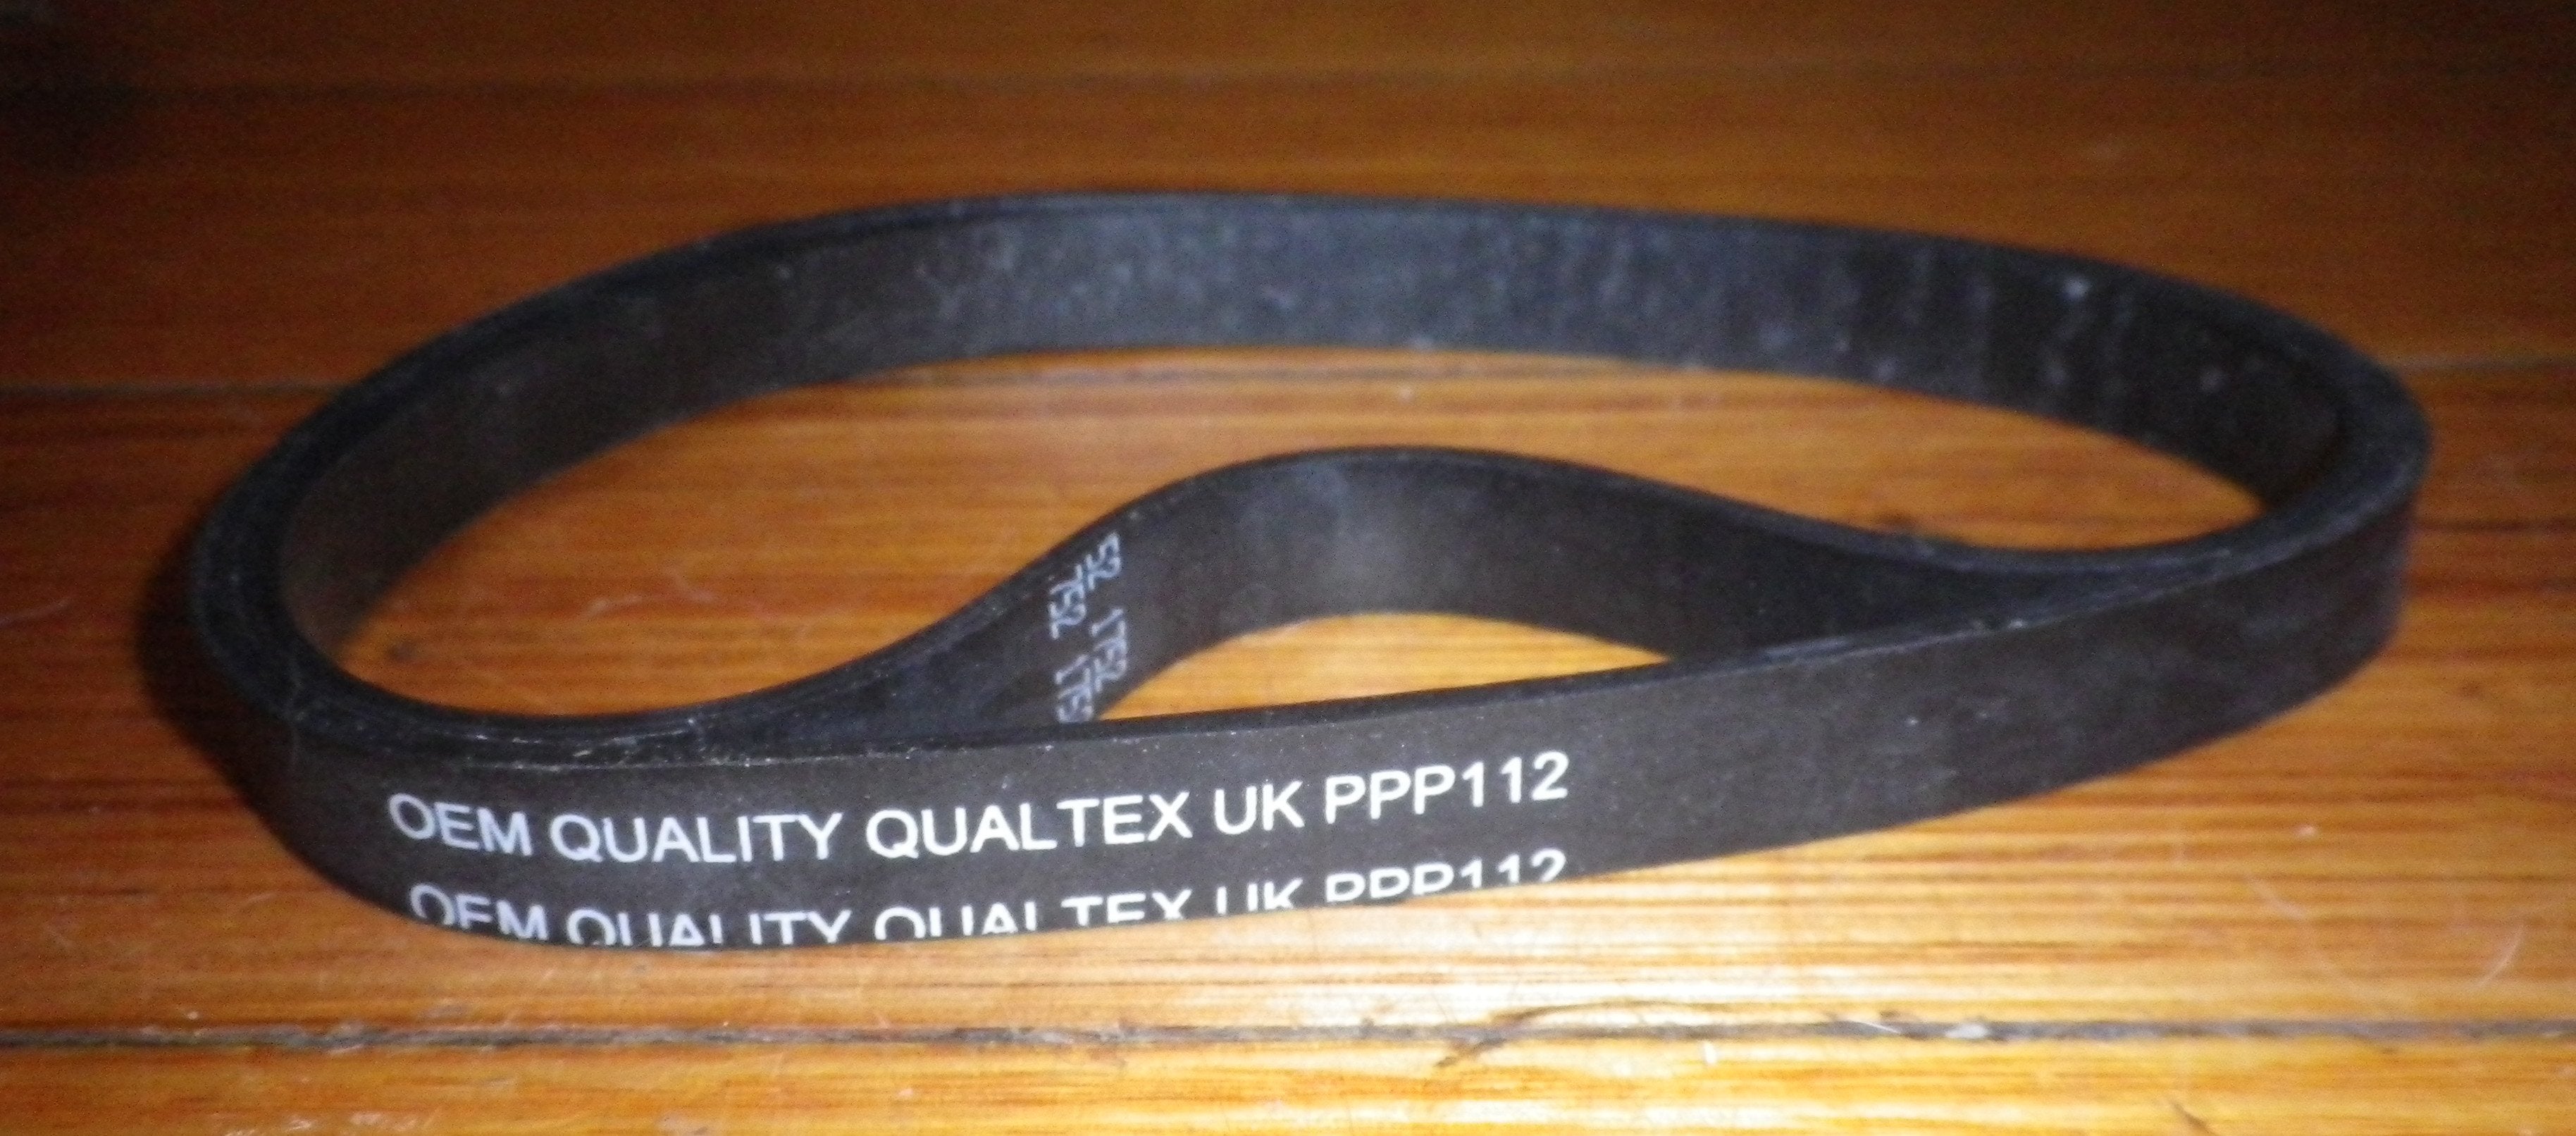 OEM QUALITY QUALTEX UK PPP112
OEM QUALITY QUALTEX UK PPP112